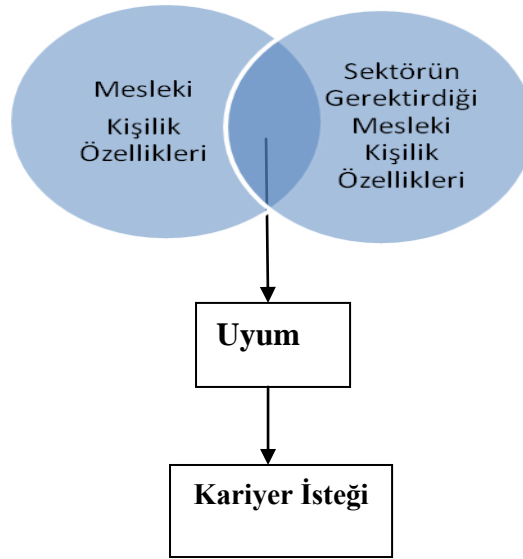 Mesleki
Kişilik
Özellikleri
Sektörün
Gerektirdiği
Mesleki
Kişilik
Özellikleri
Uyum
Kariyer İsteği